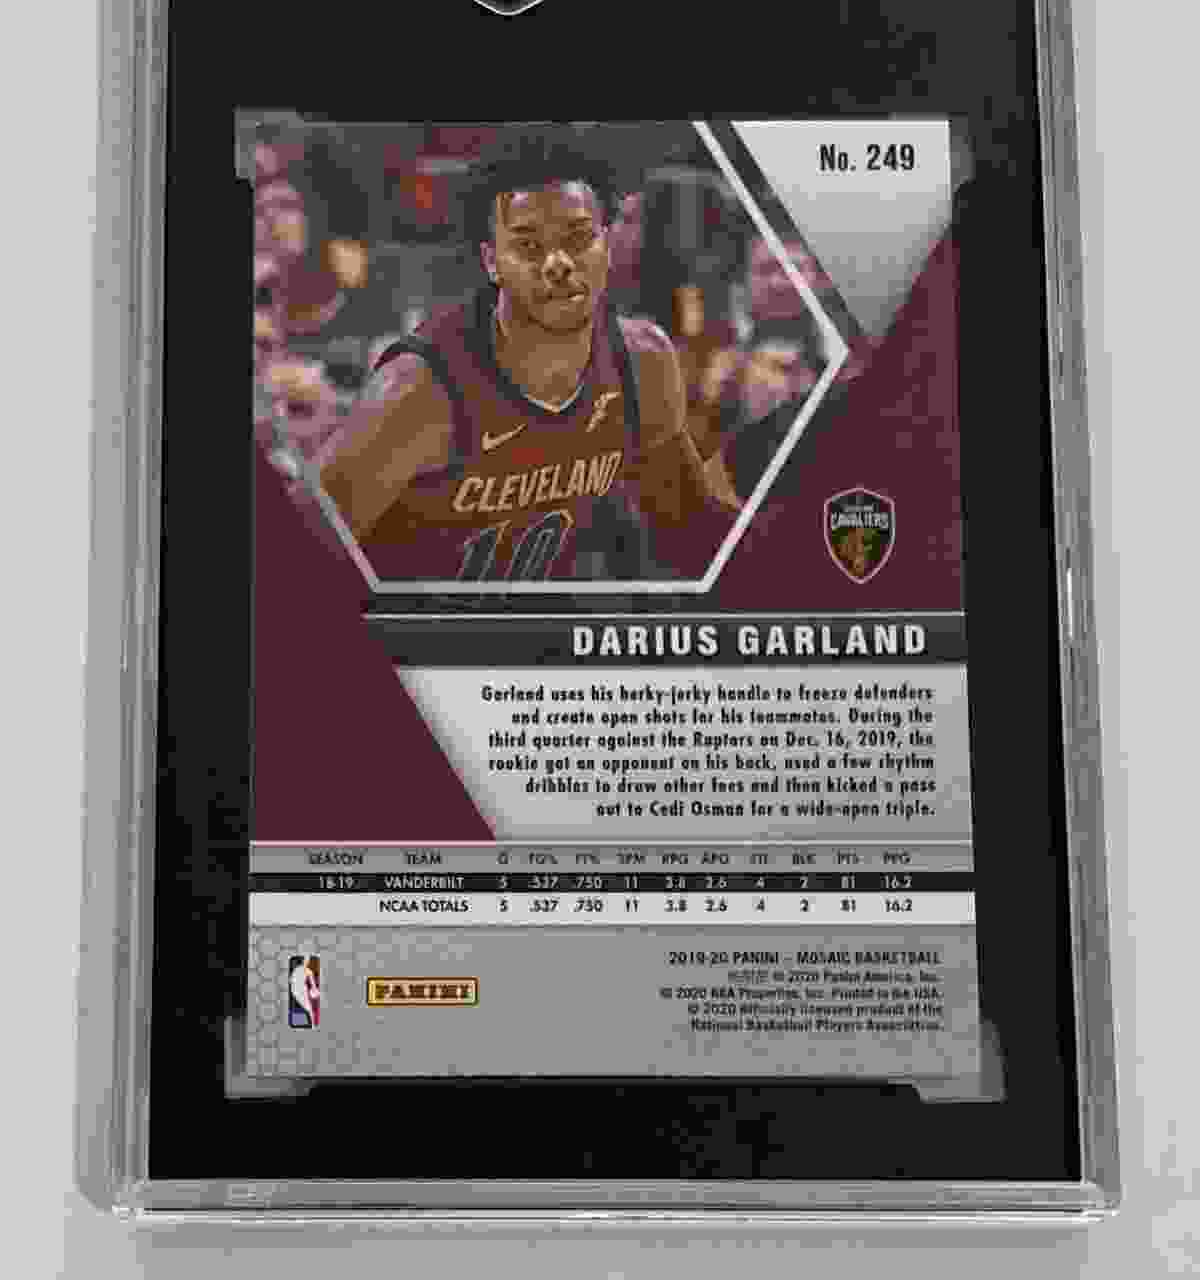 No. 249
CLEVELAND
10
CAVALIERS
DARIUS GARLAND
Garland uses his herky-jerky handle to freeze defenders
and create open shots for his teammates. During the
third quarter against the Raptors on Dec. 16, 2019, the
rookie got an opponent on his back, used a few rhythm
dribbles to draw other foes and then kicked a pass
out to Cedi Osman for a wide-open triple.
SEASON TEAM G FG% FT% 3PM RPG APG STL BLK PTS PPG
18-19 VANDERBILT 5 .537 .750 11 3.8 2.6 4 2 81 16.2
NCAA TOTALS 5 .537 .750 11 3.8 2.6 4 2 81 16.2
PANINI
2019-20 PANINI – MOSAIC BASKETBALL
© 2020 Panini America, Inc.
© 2020 NBA Properties, Inc. Printed in the USA.
© 2020 Officially licensed product of the
National Basketball Players Association.